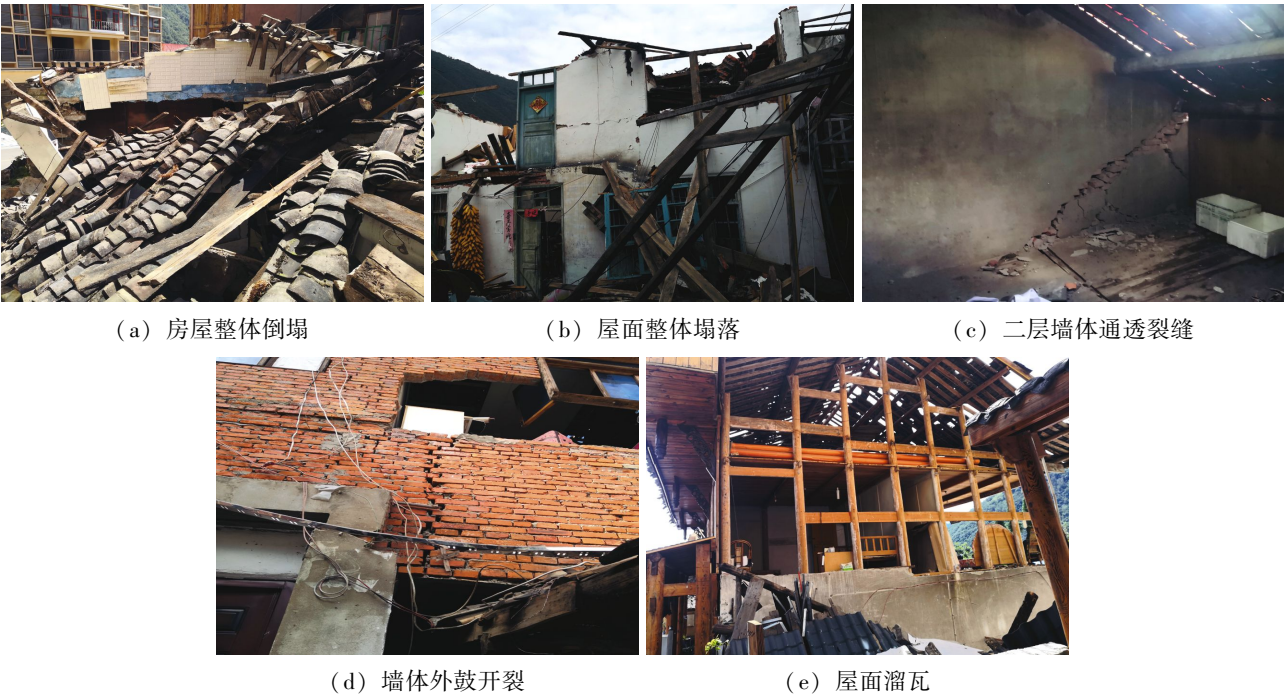 (a) 房屋整体倒塌
(b) 屋面整体塌落
(c) 二层墙体通透裂缝
(d) 墙体外鼓开裂
(e) 屋面溜瓦